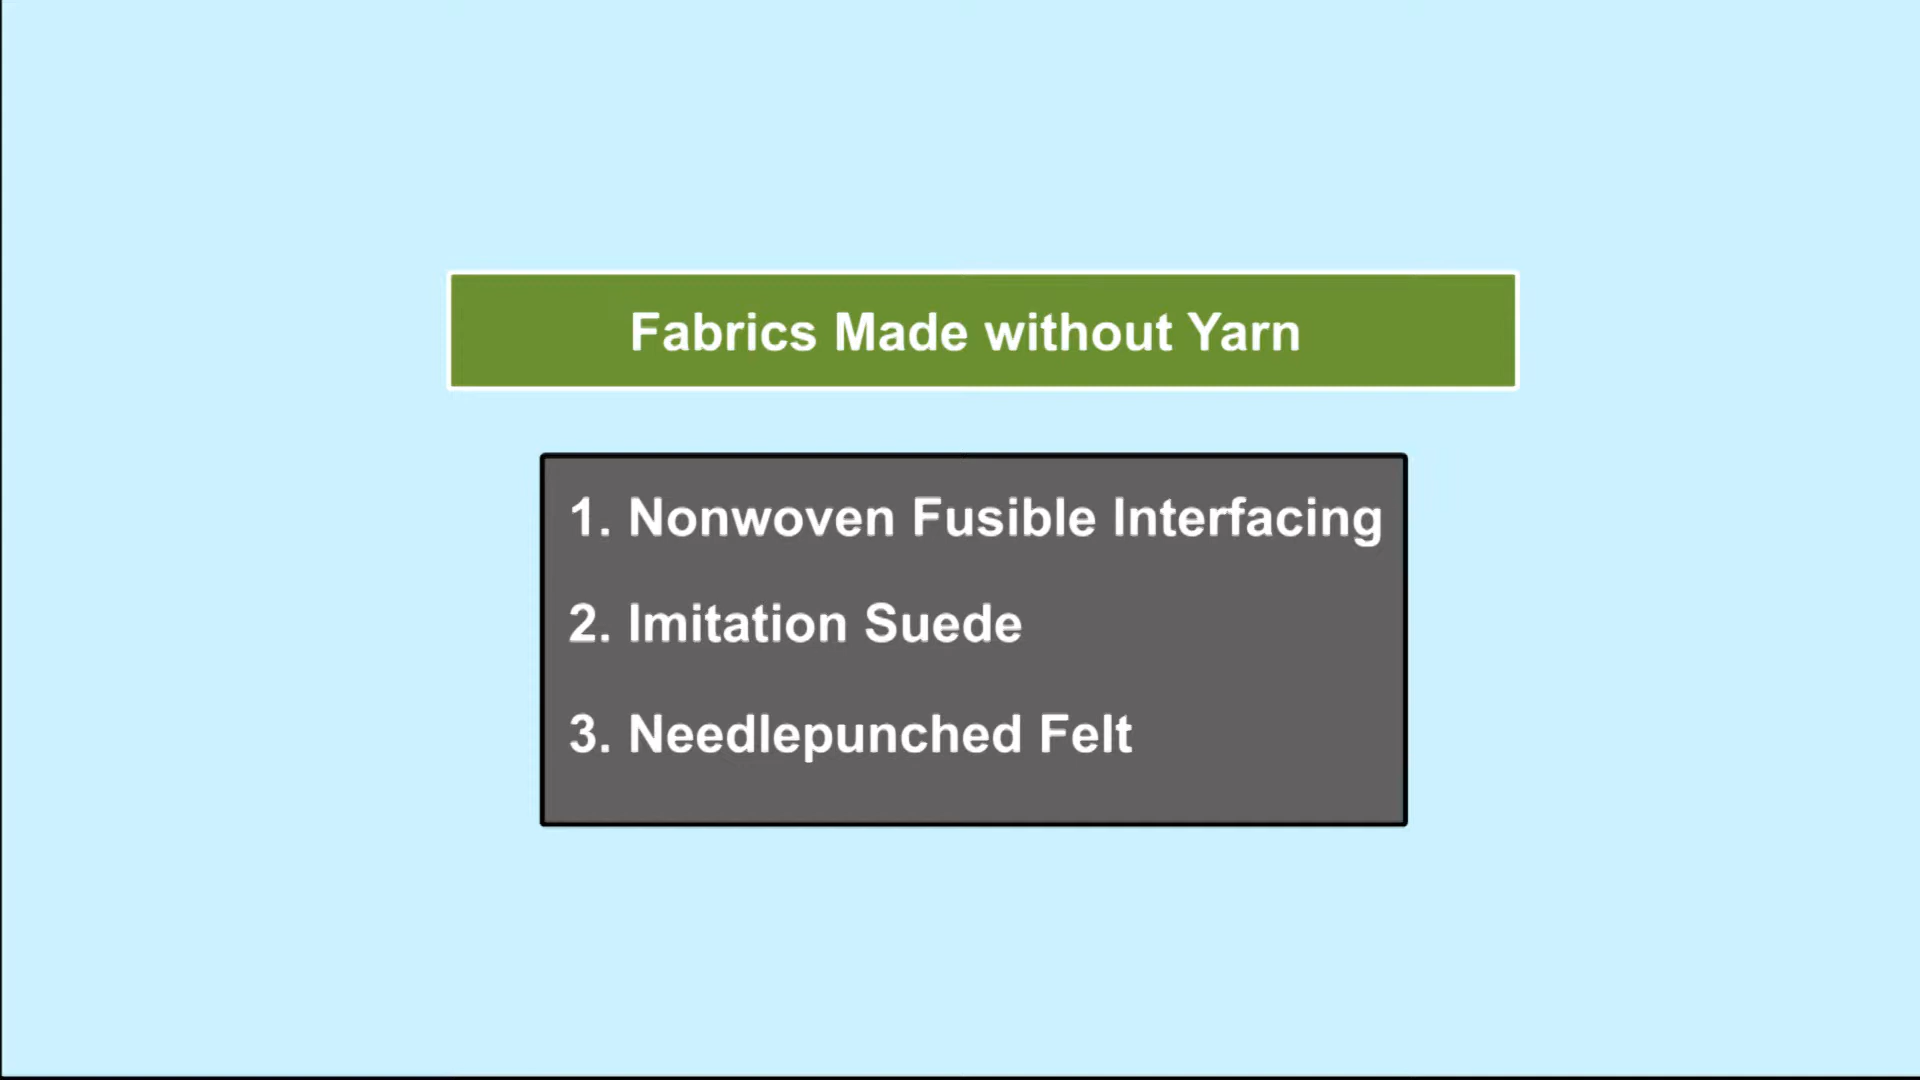 Fabrics Made without Yarn
1. Nonwoven Fusible Interfacing
2. Imitation Suede
3. Needlepunched Felt